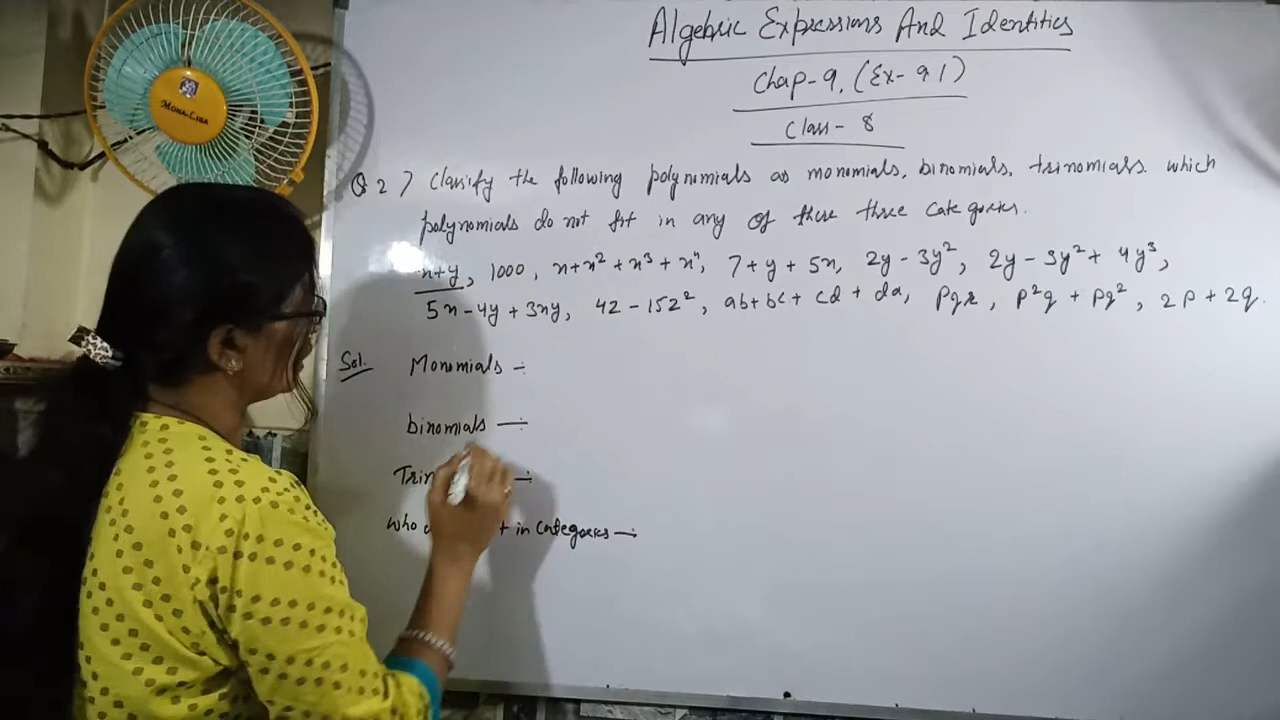 MONA-LISA
Algebric Expressions And Identities
Chap-9, (Ex-9.1)
Class - 8
Q 2 > Classify the following polynomials as monomials, binomials, trinomials. which
polynomials do not fit in any of these three categories.
x+y, 1000, x+x²+x³+x⁴, 7+y+5x, 2y-3y², 2y-3y²+4y³,
5x-4y+3xy, 4z-15z², ab+bc+cd+da, pqr, p²q+pq², 2p+2q.
Sol. Monomials -:
binomials -:
-:
who in categories -: